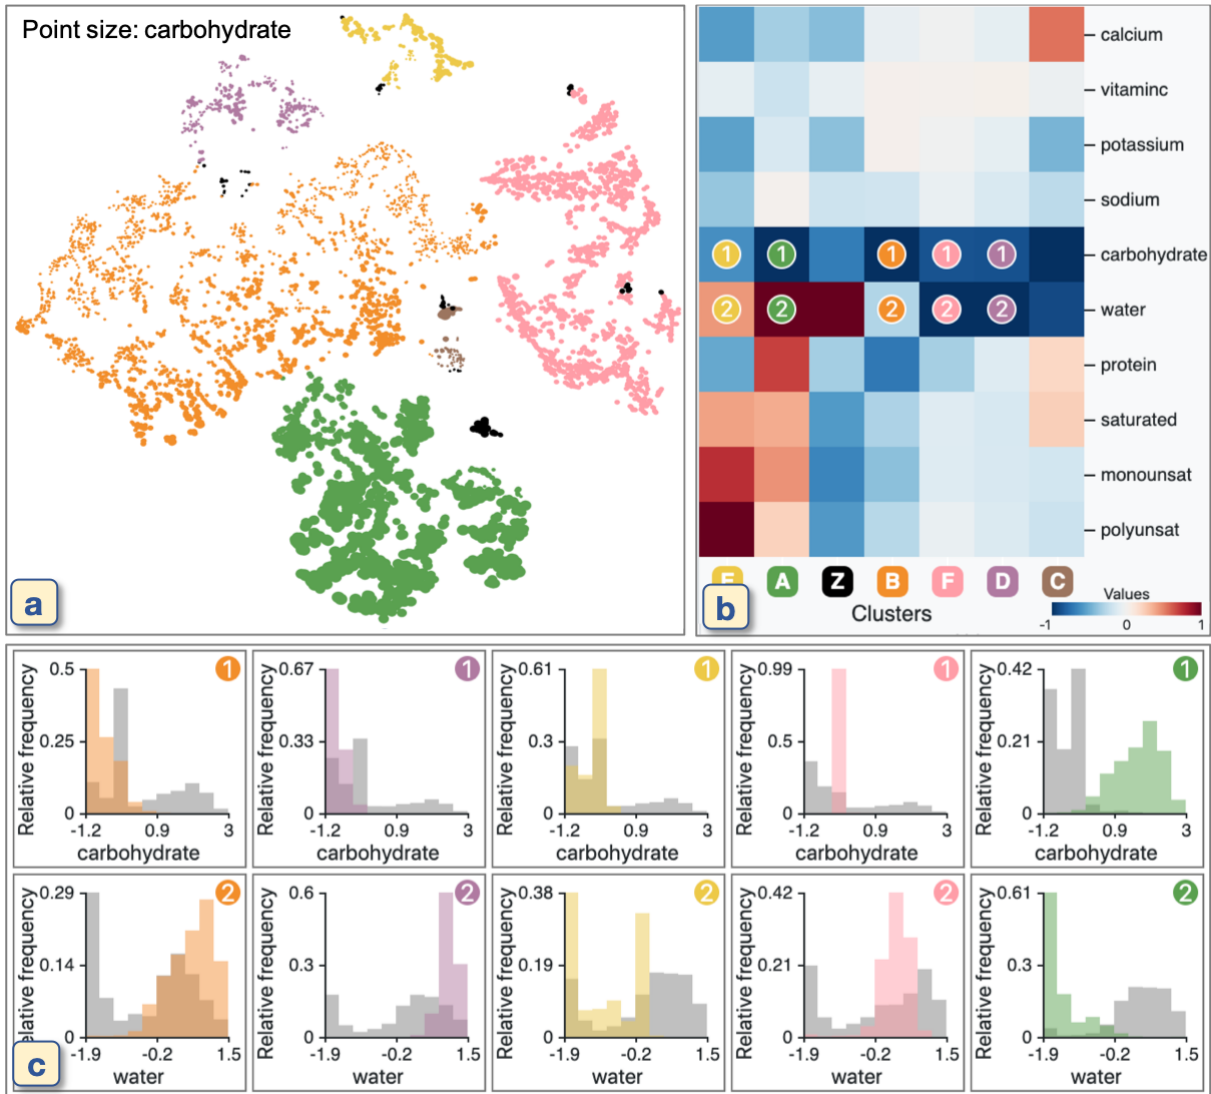 Point size: carbohydrate
a
calcium
vitaminc
potassium
sodium
1 1 1 1 1 carbohydrate
2 2 2 2 2 water
protein
saturated
monounsat
polyunsat
A Z B F D C
Clusters
Values
-1 0 1
b
Relative frequency
0.5
0.25
0
-1.2 0.9 3
carbohydrate
1
Relative frequency
0.67
0.33
0
-1.2 0.9 3
carbohydrate
1
Relative frequency
0.61
0.3
0
-1.2 0.9 3
carbohydrate
1
Relative frequency
0.99
0.5
0
-1.2 0.9 3
carbohydrate
1
Relative frequency
0.42
0.21
0
-1.2 0.9 3
carbohydrate
1
elative frequency
0.29
0.14
0
-1.9 -0.2 1.5
water
2
c
Relative frequency
0.6
0.3
0
-1.9 -0.2 1.5
water
2
Relative frequency
0.38
0.19
0
-1.9 -0.2 1.5
water
2
Relative frequency
0.42
0.21
0
-1.9 -0.2 1.5
water
2
Relative frequency
0.61
0.3
0
-1.9 -0.2 1.5
water
2